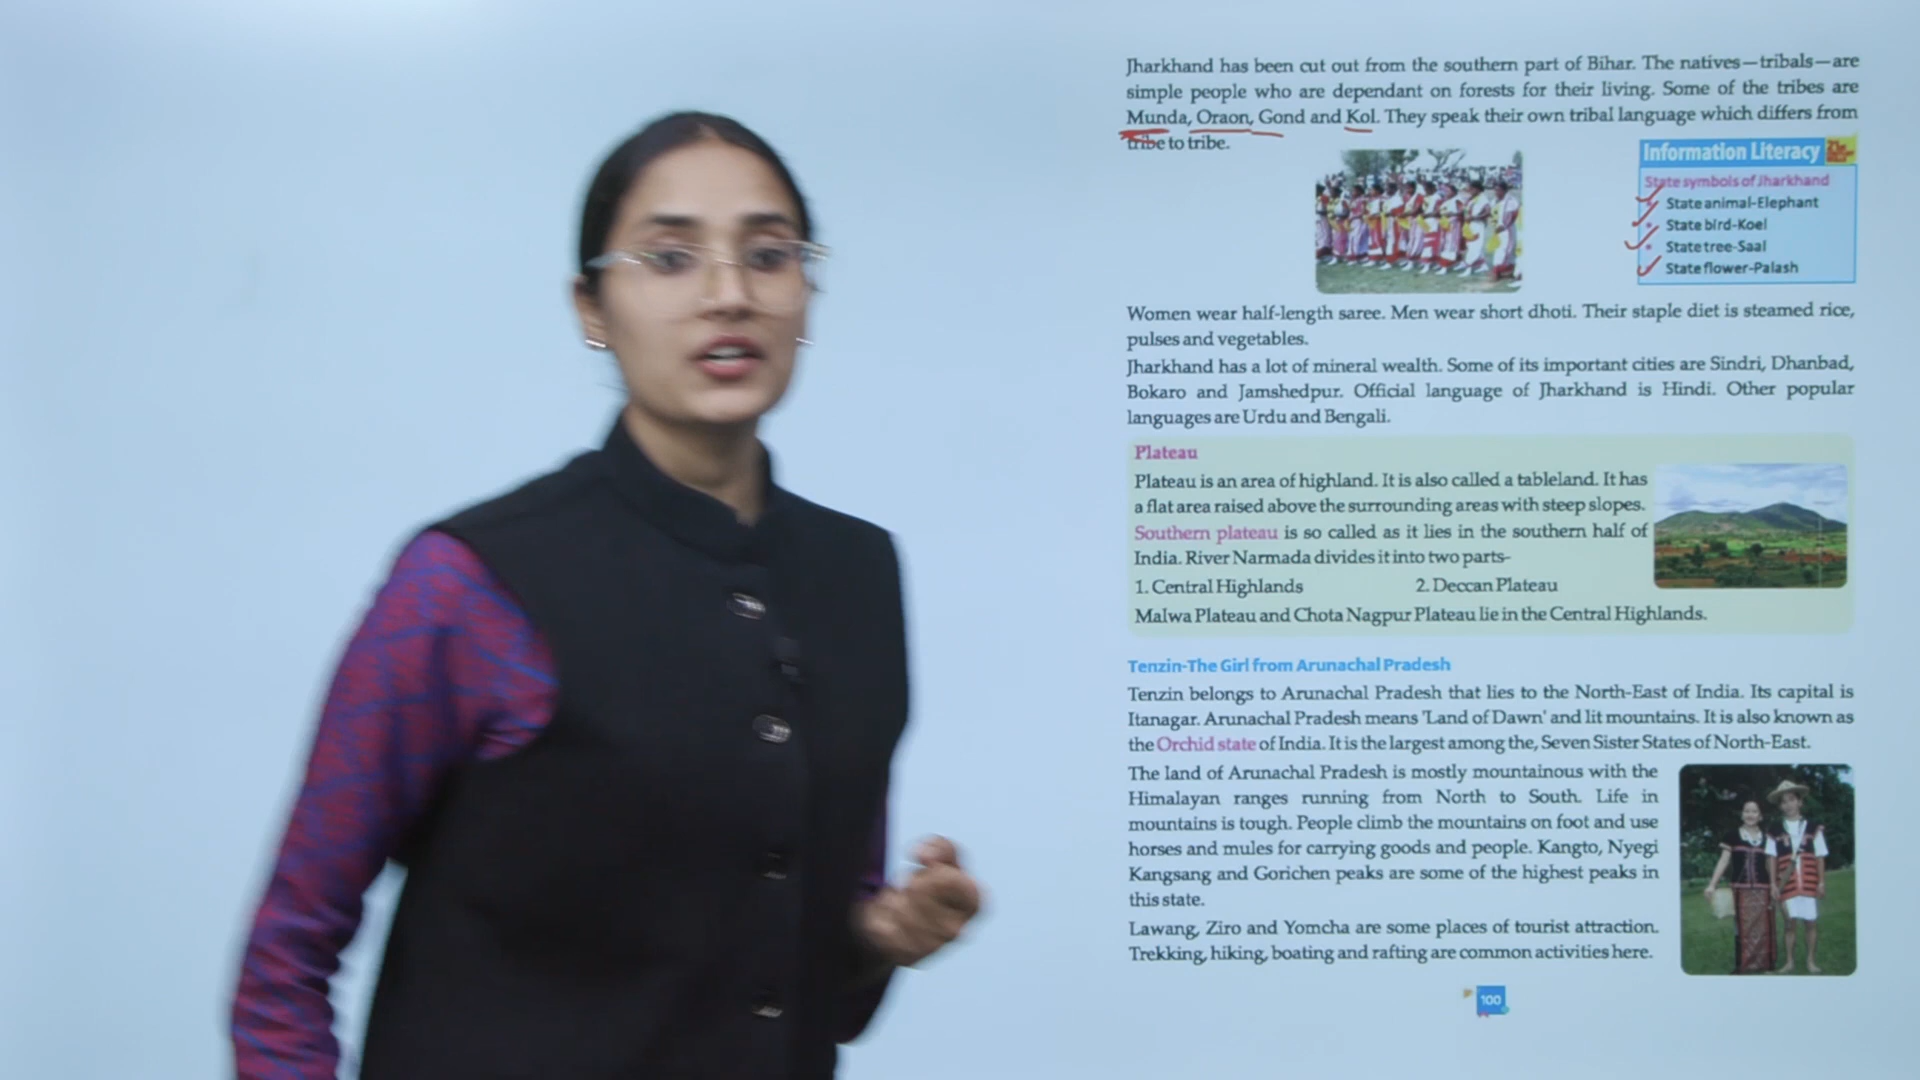 Jharkhand has been cut out from the southern part of Bihar. The natives—tribals—are
simple people who are dependant on forests for their living. Some of the tribes are
Munda, Oraon, Gond and Kol. They speak their own tribal language which differs from
tribe to tribe.
Information Literacy
State symbols of Jharkhand
State animal-Elephant
State bird-Koel
State tree-Saal
State flower-Palash
Women wear half-length saree. Men wear short dhoti. Their staple diet is steamed rice,
pulses and vegetables.
Jharkhand has a lot of mineral wealth. Some of its important cities are Sindri, Dhanbad,
Bokaro and Jamshedpur. Official language of Jharkhand is Hindi. Other popular
languages are Urdu and Bengali.
Plateau
Plateau is an area of highland. It is also called a tableland. It has
a flat area raised above the surrounding areas with steep slopes.
Southern plateau is so called as it lies in the southern half of
India. River Narmada divides it into two parts-
1. Central Highlands 2. Deccan Plateau
Malwa Plateau and Chota Nagpur Plateau lie in the Central Highlands.
Tenzin-The Girl from Arunachal Pradesh
Tenzin belongs to Arunachal Pradesh that lies to the North-East of India. Its capital is
Itanagar. Arunachal Pradesh means 'Land of Dawn' and lit mountains. It is also known as
the Orchid state of India. It is the largest among the, Seven Sister States of North-East.
The land of Arunachal Pradesh is mostly mountainous with the
Himalayan ranges running from North to South. Life in
mountains is tough. People climb the mountains on foot and use
horses and mules for carrying goods and people. Kangto, Nyegi
Kangsang and Gorichen peaks are some of the highest peaks in
this state.
Lawang, Ziro and Yomcha are some places of tourist attraction.
Trekking, hiking, boating and rafting are common activities here.
100